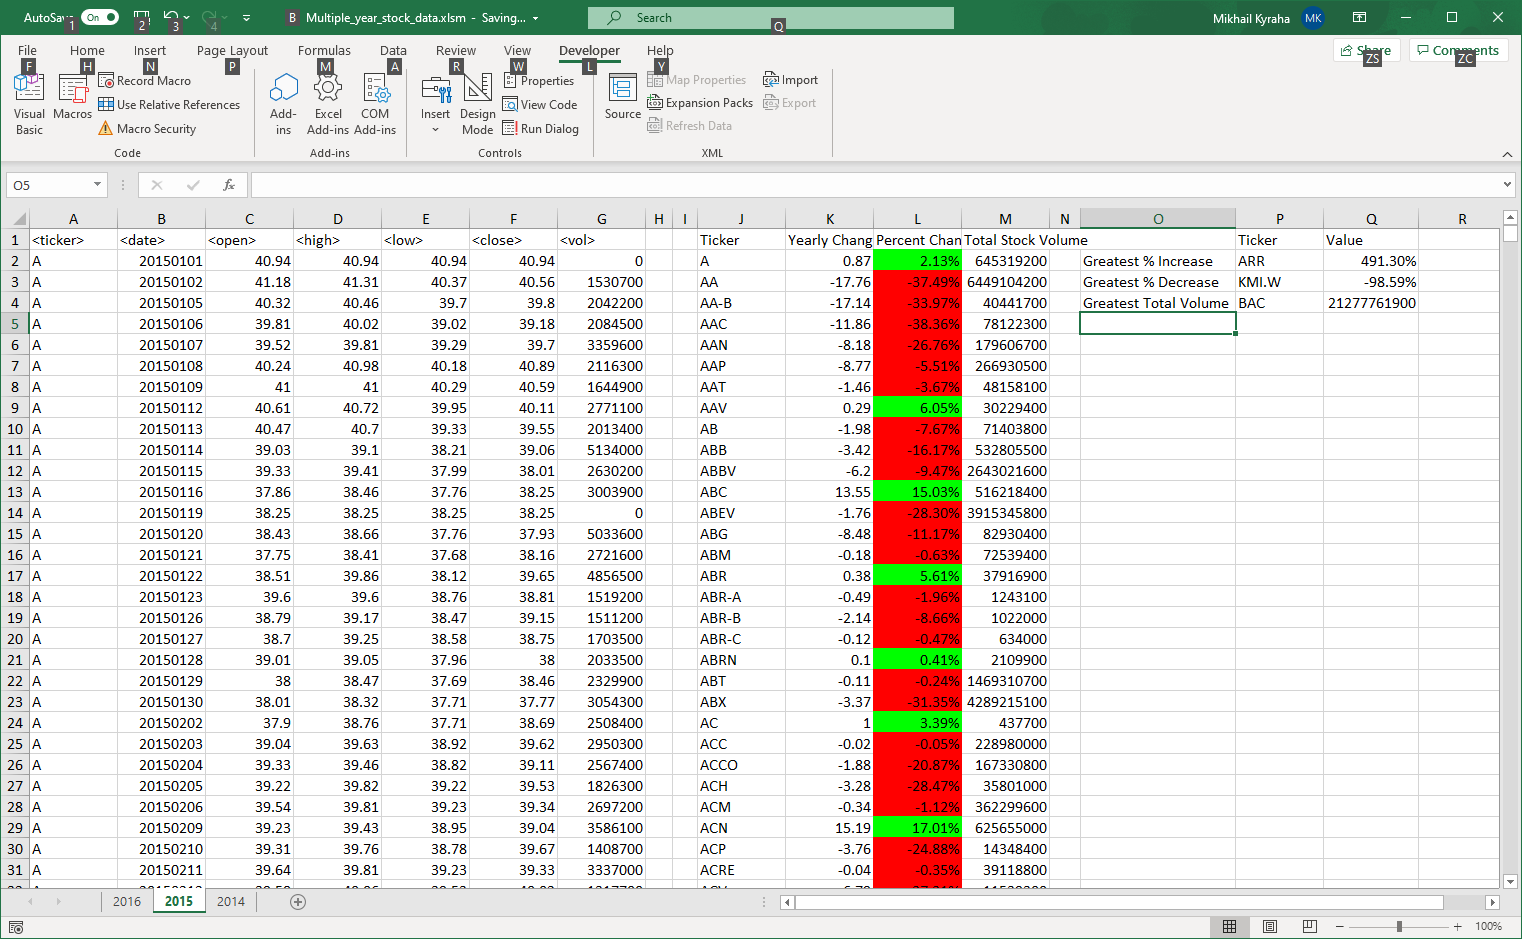 AutoSav On 1 2 3 4 B Multiple_year_stock_data.xlsm - Saving... Search Q Mikhail Kyraha MK
File Home Insert Page Layout Formulas Data Review View Developer Help Share Comments
F H N P M A R W L Y ZS ZC
Visual Basic
Macros
Record Macro
Use Relative References
Macro Security
Code
Add-ins
Excel Add-ins
COM Add-ins
Add-ins
Insert
Design Mode
Properties
View Code
Run Dialog
Controls
Source
Map Properties
Expansion Packs
Refresh Data
Import
Export
XML
O5 fx
A B C D E F G H I J K L M N O P Q R
1 <ticker> <date> <open> <high> <low> <close> <vol> Ticker Yearly Chang Percent Chan Total Stock Volume Ticker Value
2 A 20150101 40.94 40.94 40.94 40.94 0 A 0.87 2.13% 645319200 Greatest % Increase ARR 491.30%
3 A 20150102 41.18 41.31 40.37 40.56 1530700 AA -17.76 -37.49% 6449104200 Greatest % Decrease KMI.W -98.59%
4 A 20150105 40.32 40.46 39.7 39.8 2042200 AA-B -17.14 -33.97% 40441700 Greatest Total Volume BAC 21277761900
5 A 20150106 39.81 40.02 39.02 39.18 2084500 AAC -11.86 -38.36% 78122300
6 A 20150107 39.52 39.81 39.29 39.7 3359600 AAN -8.18 -26.76% 179606700
7 A 20150108 40.24 40.98 40.18 40.89 2116300 AAP -8.77 -5.51% 266930500
8 A 20150109 41 41 40.29 40.59 1644900 AAT -1.46 -3.67% 48158100
9 A 20150112 40.61 40.72 39.95 40.11 2771100 AAV 0.29 6.05% 30229400
10 A 20150113 40.47 40.7 39.33 39.55 2013400 AB -1.98 -7.67% 71403800
11 A 20150114 39.03 39.1 38.21 39.06 5134000 ABB -3.42 -16.17% 532805500
12 A 20150115 39.33 39.41 37.99 38.01 2630200 ABBV -6.2 -9.47% 2643021600
13 A 20150116 37.86 38.46 37.76 38.25 3003900 ABC 13.55 15.03% 516218400
14 A 20150119 38.25 38.25 38.25 38.25 0 ABEV -1.76 -28.30% 3915345800
15 A 20150120 38.43 38.66 37.76 37.93 5033600 ABG -8.48 -11.17% 82930400
16 A 20150121 37.75 38.41 37.68 38.16 2721600 ABM -0.18 -0.63% 72539400
17 A 20150122 38.51 39.86 38.12 39.65 4856500 ABR 0.38 5.61% 37916900
18 A 20150123 39.6 39.6 38.76 38.81 1519200 ABR-A -0.49 -1.96% 1243100
19 A 20150126 38.79 39.17 38.47 39.15 1511200 ABR-B -2.14 -8.66% 1022000
20 A 20150127 38.7 39.25 38.58 38.75 1703500 ABR-C -0.12 -0.47% 634000
21 A 20150128 39.01 39.05 37.96 38 2033500 ABRN 0.1 0.41% 2109900
22 A 20150129 38 38.47 37.69 38.46 2329900 ABT -0.11 -0.24% 1469310700
23 A 20150130 38.01 38.32 37.71 37.77 3054300 ABX -3.37 -31.35% 4289215100
24 A 20150202 37.9 38.76 37.71 38.69 2508400 AC 1 3.39% 437700
25 A 20150203 39.04 39.63 38.92 39.62 2950300 ACC -0.02 -0.05% 228980000
26 A 20150204 39.33 39.46 38.82 39.11 2567400 ACCO -1.88 -20.87% 167330800
27 A 20150205 39.22 39.82 39.22 39.53 1826300 ACH -3.28 -28.47% 35801000
28 A 20150206 39.54 39.81 39.23 39.34 2697200 ACM -0.34 -1.12% 362299600
29 A 20150209 39.23 39.43 38.95 39.04 3586100 ACN 15.19 17.01% 625655000
30 A 20150210 39.31 39.76 38.78 39.67 1408700 ACP -3.76 -24.88% 14348400
31 A 20150211 39.64 39.81 39.23 39.33 3337000 ACRE -0.04 -0.35% 39118800
2016 2015 2014
100%